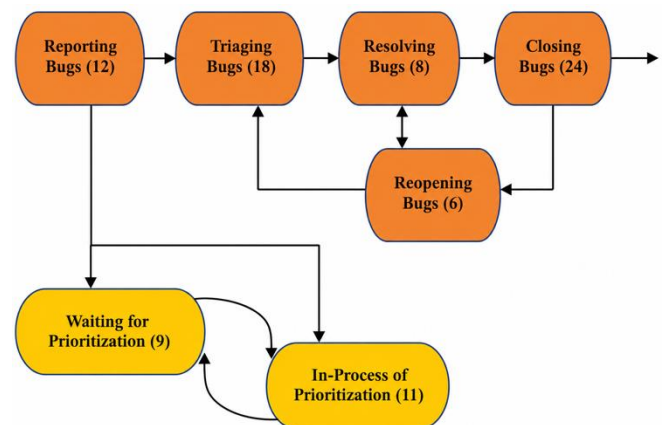 Reporting
Bugs (12)
Triaging
Bugs (18)
Resolving
Bugs (8)
Closing
Bugs (24)
Reopening
Bugs (6)
Waiting for
Prioritization (9)
In-Process of
Prioritization (11)